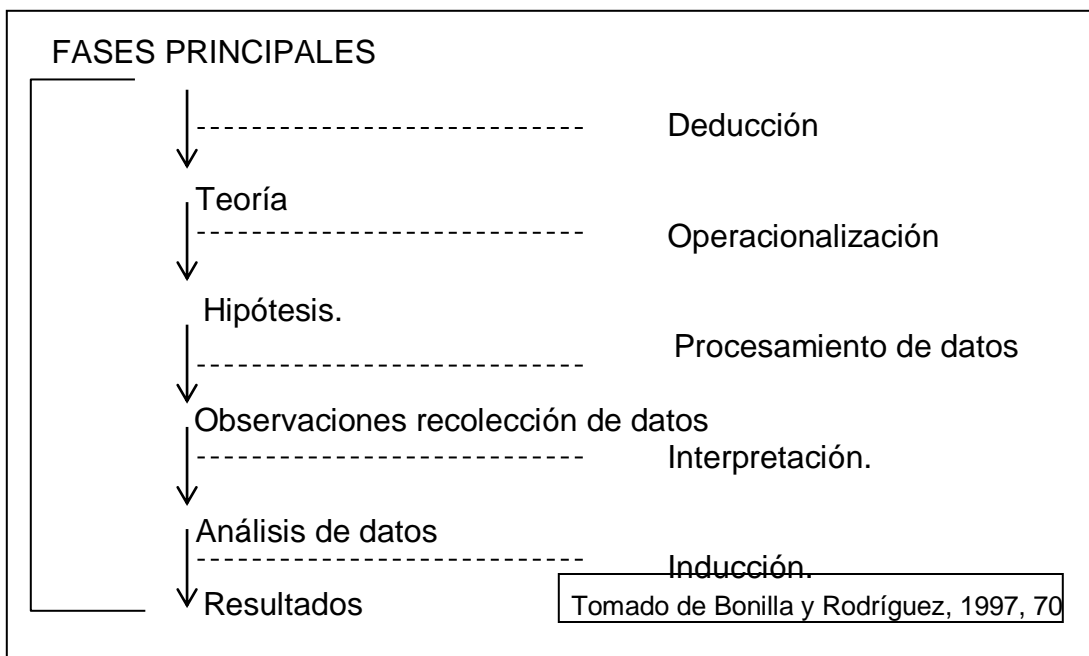 FASES PRINCIPALES
Deducción
Teoría
Operacionalización
Hipótesis.
Procesamiento de datos
Observaciones recolección de datos
Interpretación.
Análisis de datos
Inducción.
Resultados
Tomado de Bonilla y Rodríguez, 1997, 70